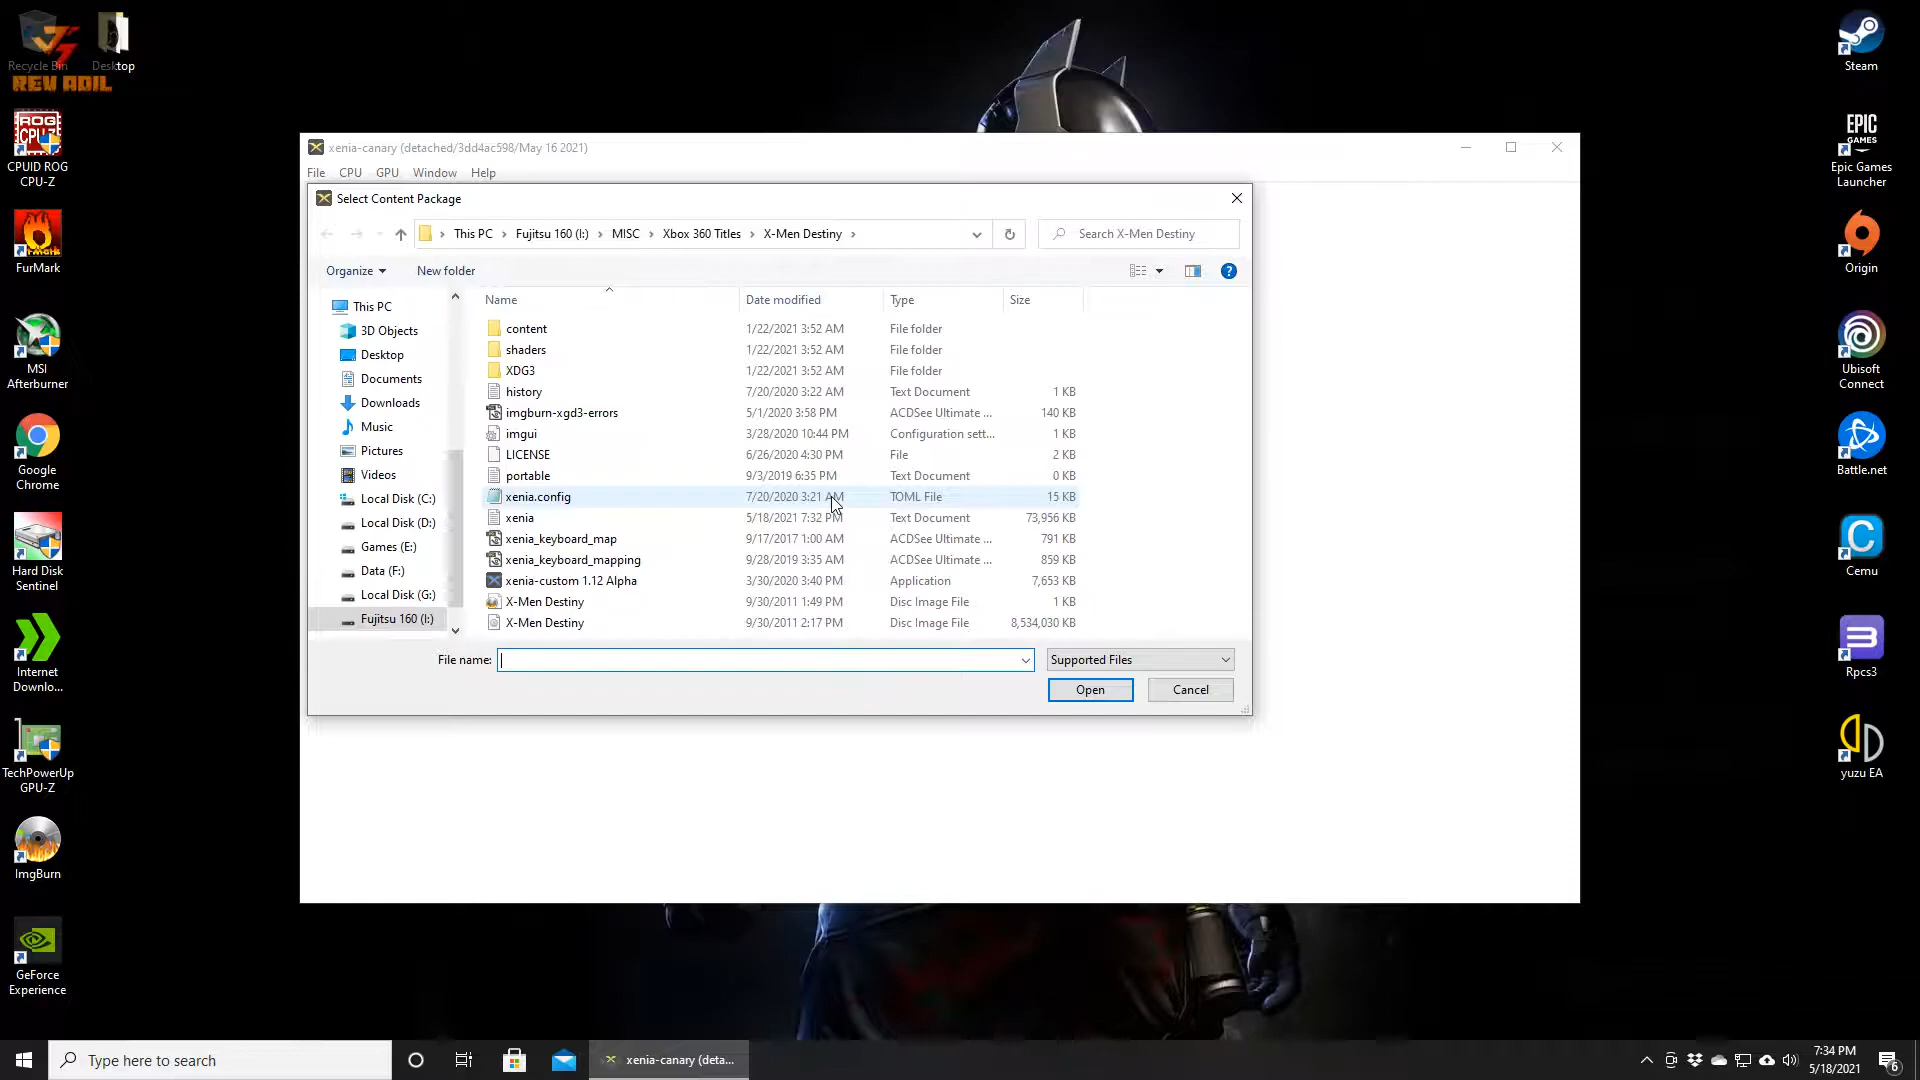 Recycle Bin
Desktop
REV ADIL
CPUID ROG
CPU-Z
FurMark
MSI
Afterburner
Google
Chrome
Hard Disk
Sentinel
Internet
Downlo...
TechPowerUp
GPU-Z
ImgBurn
GeForce
Experience
xenia-canary (detached/3dd4ac598/May 16 2021)
File CPU GPU Window Help
Select Content Package
This PC > Fujitsu 160 (I:) > MISC > Xbox 360 Titles > X-Men Destiny >
Search X-Men Destiny
Organize New folder
This PC
3D Objects
Desktop
Documents
Downloads
Music
Pictures
Videos
Local Disk (C:)
Local Disk (D:)
Games (E:)
Data (F:)
Local Disk (G:)
Fujitsu 160 (I:)
Name Date modified Type Size
content 1/22/2021 3:52 AM File folder
shaders 1/22/2021 3:52 AM File folder
XDG3 1/22/2021 3:52 AM File folder
history 7/20/2020 3:22 AM Text Document 1 KB
imgburn-xgd3-errors 5/1/2020 3:58 PM ACDSee Ultimate ... 140 KB
imgui 3/28/2020 10:44 PM Configuration sett... 1 KB
LICENSE 6/26/2020 4:30 PM File 2 KB
portable 9/3/2019 6:35 PM Text Document 0 KB
xenia.config 7/20/2020 3:21 AM TOML File 15 KB
xenia 5/18/2021 7:32 PM Text Document 73,956 KB
xenia_keyboard_map 9/17/2017 1:00 AM ACDSee Ultimate ... 791 KB
xenia_keyboard_mapping 9/28/2019 3:35 AM ACDSee Ultimate ... 859 KB
xenia-custom 1.12 Alpha 3/30/2020 3:40 PM Application 7,653 KB
X-Men Destiny 9/30/2011 1:49 PM Disc Image File 1 KB
X-Men Destiny 9/30/2011 2:17 PM Disc Image File 8,534,030 KB
File name: Supported Files
Open Cancel
Steam
EPIC
GAMES
Epic Games
Launcher
Origin
Ubisoft
Connect
Battle.net
Cemu
Rpcs3
yuzu EA
Type here to search
xenia-canary (deta...
7:34 PM
5/18/2021
6